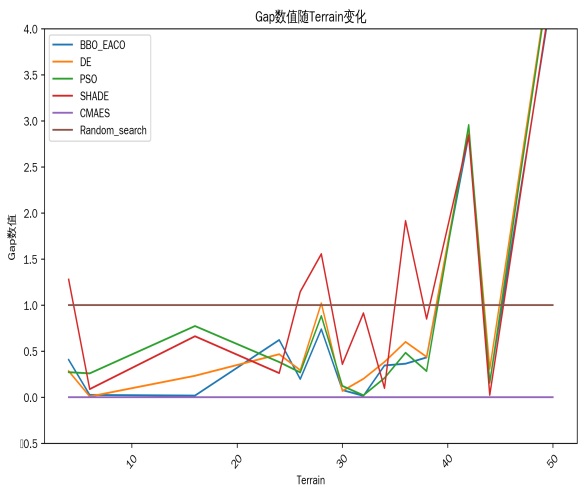 Gap数值随Terrain变化
BBO_EACO
DE
PSO
SHADE
CMAES
Random_search
Gap数值
4.0
3.5
3.0
2.5
2.0
1.5
1.0
0.5
0.0
▯0.5
10
20
30
40
50
Terrain